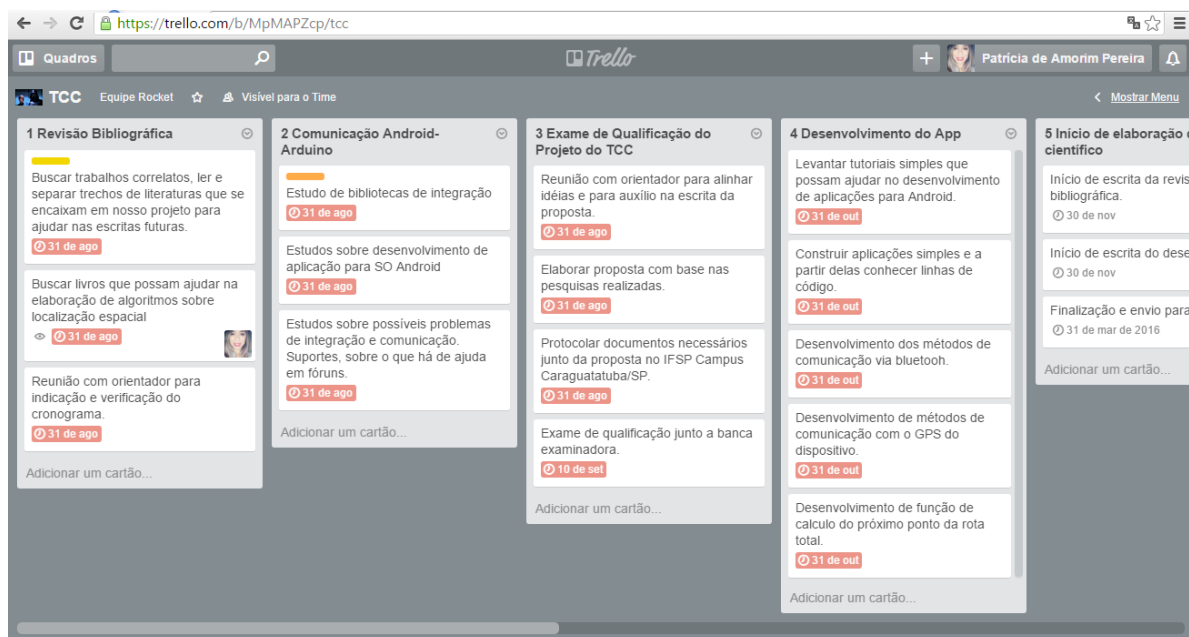 https://trello.com/b/MpMAPZcp/tcc
Quadros
Trello
Patrícia de Amorim Pereira
TCC
Equipe Rocket
Visível para o Time
Mostrar Menu
1 Revisão Bibliográfica
Buscar trabalhos correlatos, ler e
separar trechos de literaturas que se
encaixam em nosso projeto para
ajudar nas escritas futuras.
31 de ago
Buscar livros que possam ajudar na
elaboração de algoritmos sobre
localização espacial
31 de ago
Reunião com orientador para
indicação e verificação do
cronograma.
31 de ago
Adicionar um cartão...
2 Comunicação Android-
Arduino
Estudo de bibliotecas de integração
31 de ago
Estudos sobre desenvolvimento de
aplicação para SO Android
31 de ago
Estudos sobre possíveis problemas
de integração e comunicação.
Suportes, sobre o que há de ajuda
em fóruns.
31 de ago
Adicionar um cartão...
3 Exame de Qualificação do
Projeto do TCC
Reunião com orientador para alinhar
idéias e para auxílio na escrita da
proposta.
31 de ago
Elaborar proposta com base nas
pesquisas realizadas.
31 de ago
Protocolar documentos necessários
junto da proposta no IFSP Campus
Caraguatatuba/SP.
31 de ago
Exame de qualificação junto a banca
examinadora.
10 de set
Adicionar um cartão...
4 Desenvolvimento do App
Levantar tutoriais simples que
possam ajudar no desenvolvimento
de aplicações para Android.
31 de out
Construir aplicações simples e a
partir delas conhecer linhas de
código.
31 de out
Desenvolvimento dos métodos de
comunicação via bluetooh.
31 de out
Desenvolvimento de métodos de
comunicação com o GPS do
dispositivo.
31 de out
Desenvolvimento de função de
calculo do próximo ponto da rota
total.
31 de out
Adicionar um cartão...
5 Início de elaboração
científico
Início de escrita da revis
bibliográfica.
30 de nov
Início de escrita do dese
30 de nov
Finalização e envio para
31 de mar de 2016
Adicionar um cartão...